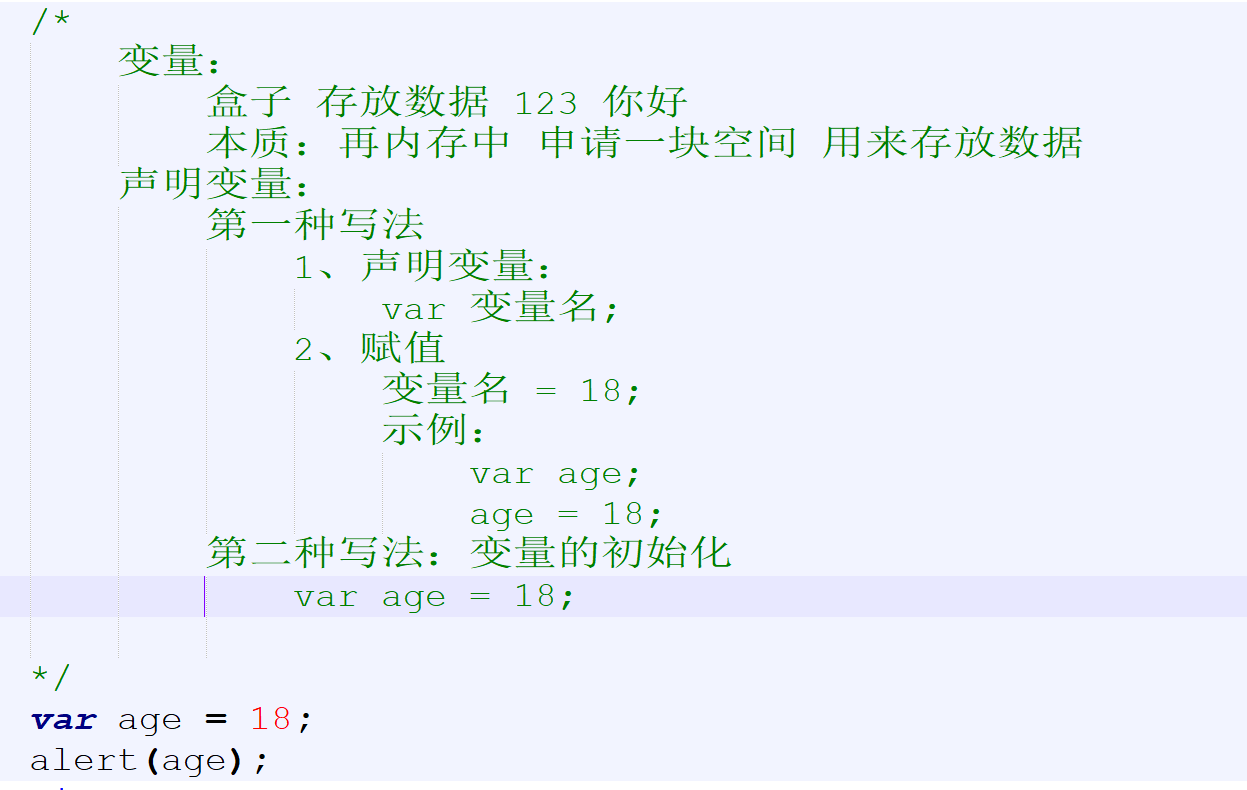 /*
变量：
盒子 存放数据 123 你好
本质：再内存中 申请一块空间 用来存放数据
声明变量：
第一种写法
1、声明变量：
var 变量名;
2、赋值
变量名 = 18;
示例：
var age;
age = 18;
第二种写法：变量的初始化
var age = 18;
*/
var age = 18;
alert(age);